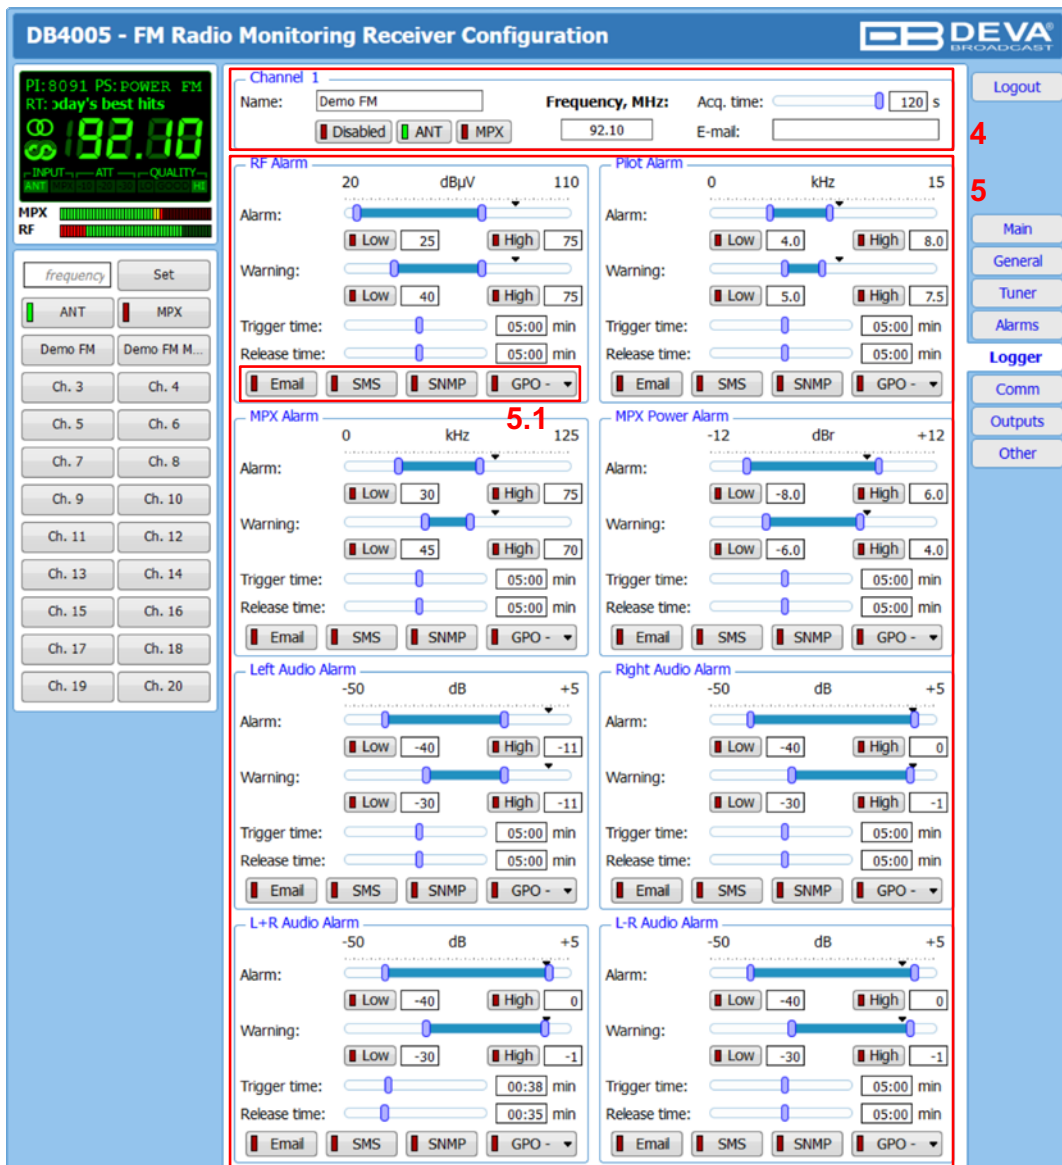 DB4005 - FM Radio Monitoring Receiver Configuration
DEVA
BROADCAST
PI:8091 PS:POWER FM
RT: oday's best hits
92.10
INPUT ATT QUALITY
ANT MPX -10 -20 -30 LO GOOD HI
MPX
RF
frequency Set
ANT MPX
Demo FM Demo FM M...
Ch. 3 Ch. 4
Ch. 5 Ch. 6
Ch. 7 Ch. 8
Ch. 9 Ch. 10
Ch. 11 Ch. 12
Ch. 13 Ch. 14
Ch. 15 Ch. 16
Ch. 17 Ch. 18
Ch. 19 Ch. 20
Channel 1
Name: Demo FM Frequency, MHz: Acq. time: 120 s
Disabled ANT MPX 92.10 E-mail:
4
RF Alarm
20 dBµV 110
Alarm:
Low 25 High 75
Warning:
Low 40 High 75
Trigger time: 05:00 min
Release time: 05:00 min
Email SMS SNMP GPO -
5.1
Pilot Alarm
0 kHz 15
Alarm:
Low 4.0 High 8.0
Warning:
Low 5.0 High 7.5
Trigger time: 05:00 min
Release time: 05:00 min
Email SMS SNMP GPO -
5
MPX Alarm
0 kHz 125
Alarm:
Low 30 High 75
Warning:
Low 45 High 70
Trigger time: 05:00 min
Release time: 05:00 min
Email SMS SNMP GPO -
MPX Power Alarm
-12 dBr +12
Alarm:
Low -8.0 High 6.0
Warning:
Low -6.0 High 4.0
Trigger time: 05:00 min
Release time: 05:00 min
Email SMS SNMP GPO -
Left Audio Alarm
-50 dB +5
Alarm:
Low -40 High -11
Warning:
Low -30 High -11
Trigger time: 05:00 min
Release time: 05:00 min
Email SMS SNMP GPO -
Right Audio Alarm
-50 dB +5
Alarm:
Low -40 High 0
Warning:
Low -30 High -1
Trigger time: 05:00 min
Release time: 05:00 min
Email SMS SNMP GPO -
L+R Audio Alarm
-50 dB +5
Alarm:
Low -40 High 0
Warning:
Low -30 High -1
Trigger time: 00:38 min
Release time: 00:35 min
Email SMS SNMP GPO -
L-R Audio Alarm
-50 dB +5
Alarm:
Low -40 High 0
Warning:
Low -30 High -1
Trigger time: 05:00 min
Release time: 05:00 min
Email SMS SNMP GPO -
Logout
Main
General
Tuner
Alarms
Logger
Comm
Outputs
Other